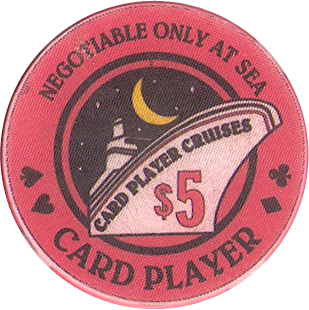 NEGOTIABLE ONLY AT SEA
CARD PLAYER CRUISES
$5
CARD PLAYER